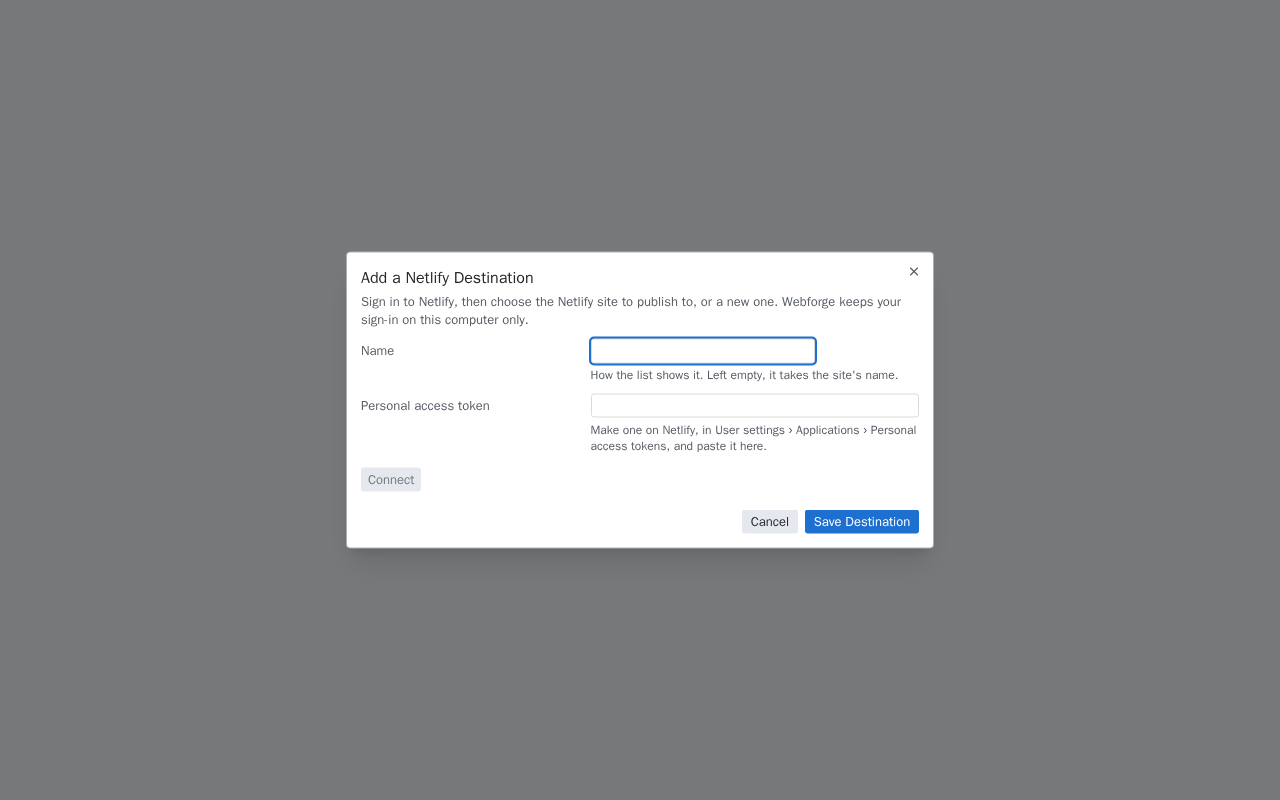 Add a Netlify Destination
Sign in to Netlify, then choose the Netlify site to publish to, or a new one. Webforge keeps your
sign-in on this computer only.
Name
How the list shows it. Left empty, it takes the site's name.
Personal access token
Make one on Netlify, in User settings › Applications › Personal
access tokens, and paste it here.
Connect
Cancel
Save Destination